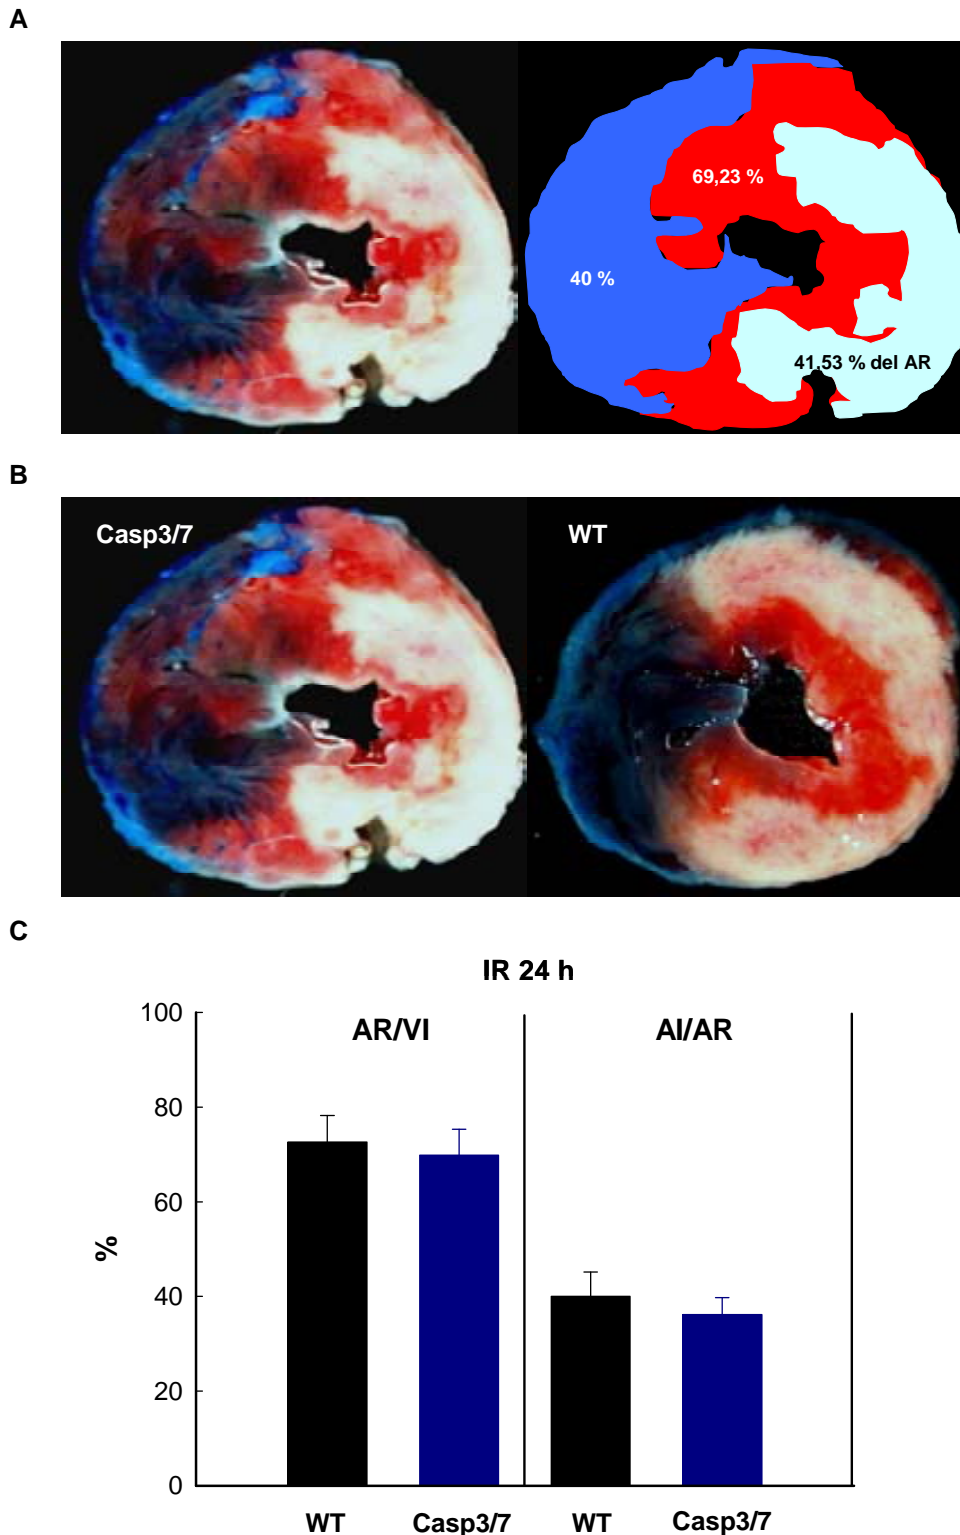 A
69,23 %
40 %
41,53 % del AR
B
Casp3/7 WT
C
IR 24 h
AR/VI AI/AR
100
80
60
40
20
0
%
WT Casp3/7 WT Casp3/7